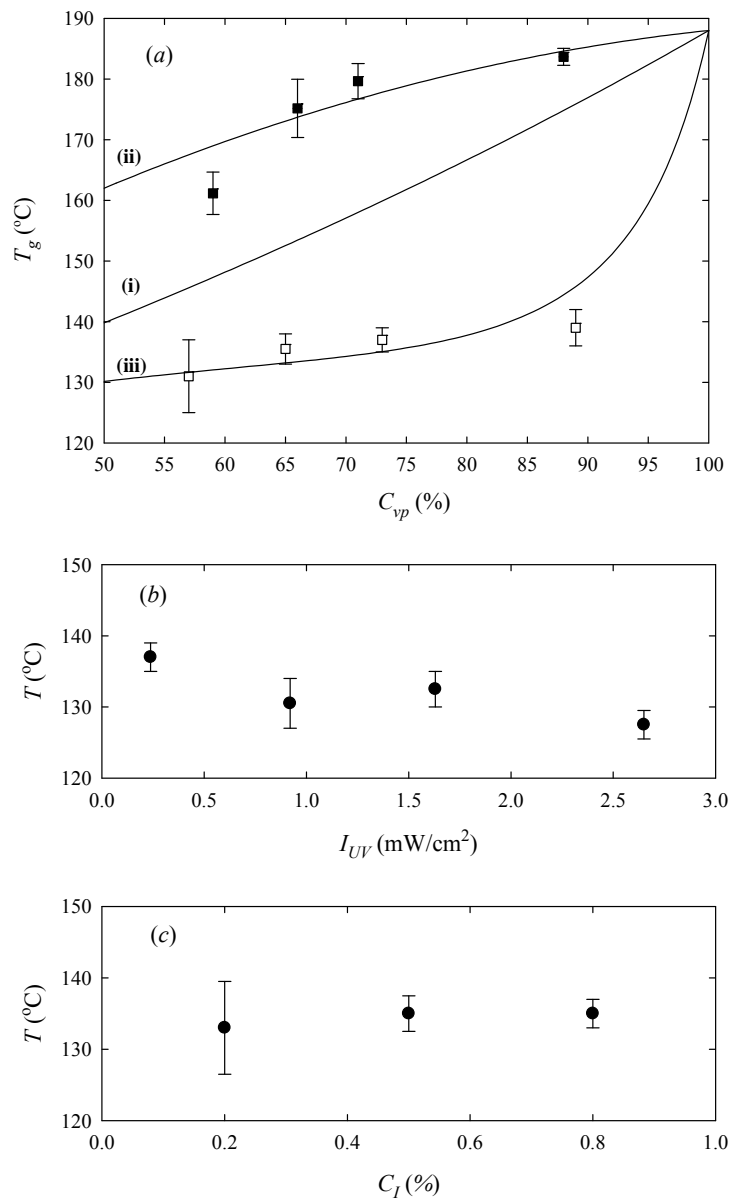 190
(a)
180
170
(ii)
160
T_g (ºC)
150
(i)
140
(iii)
130
120
50 55 60 65 70 75 80 85 90 95 100
C_vp (%)
150
(b)
140
T (ºC)
130
120
0.0 0.5 1.0 1.5 2.0 2.5 3.0
I_UV (mW/cm²)
150
(c)
140
T (ºC)
130
120
0.0 0.2 0.4 0.6 0.8 1.0
C_I (%)